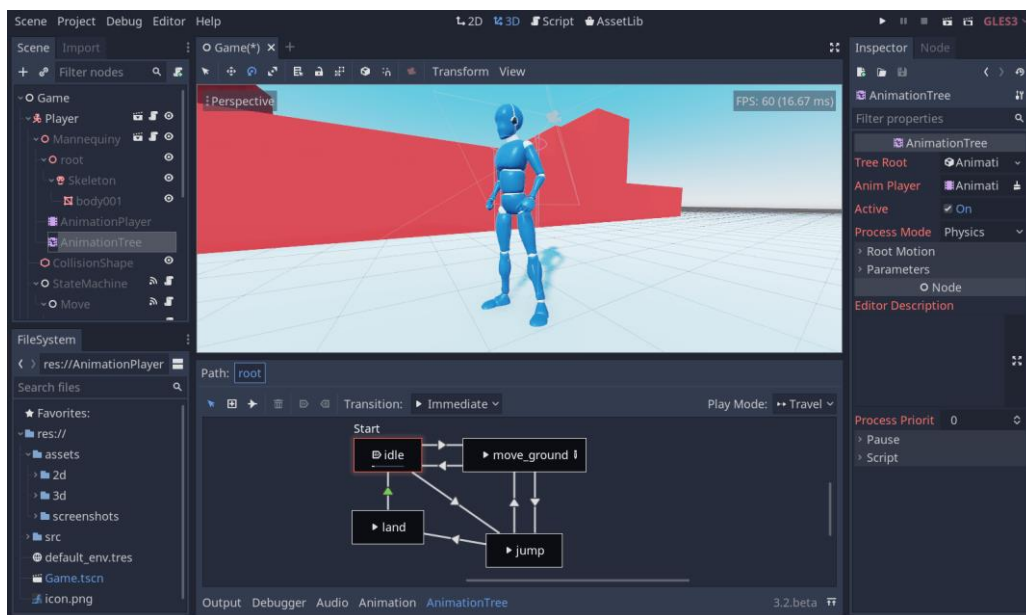 Scene Project Debug Editor Help
2D 3D Script AssetLib
GLES3
Scene Import
Filter nodes
Game
Player
Mannequiny
root
Skeleton
body001
AnimationPlayer
AnimationTree
CollisionShape
StateMachine
Move
FileSystem
res://AnimationPlayer
Search files
Favorites:
res://
assets
2d
3d
screenshots
src
default_env.tres
Game.tscn
icon.png
Game(*)
Transform View
Perspective
FPS: 60 (16.67 ms)
Path: root
Transition: Immediate
Play Mode: Travel
Start
idle
move_ground
land
jump
Output Debugger Audio Animation AnimationTree
3.2.beta
Inspector Node
AnimationTree
Filter properties
AnimationTree
Tree Root Animati
Anim Player Animati
Active On
Process Mode Physics
Root Motion
Parameters
Node
Editor Description
Process Priorit 0
Pause
Script